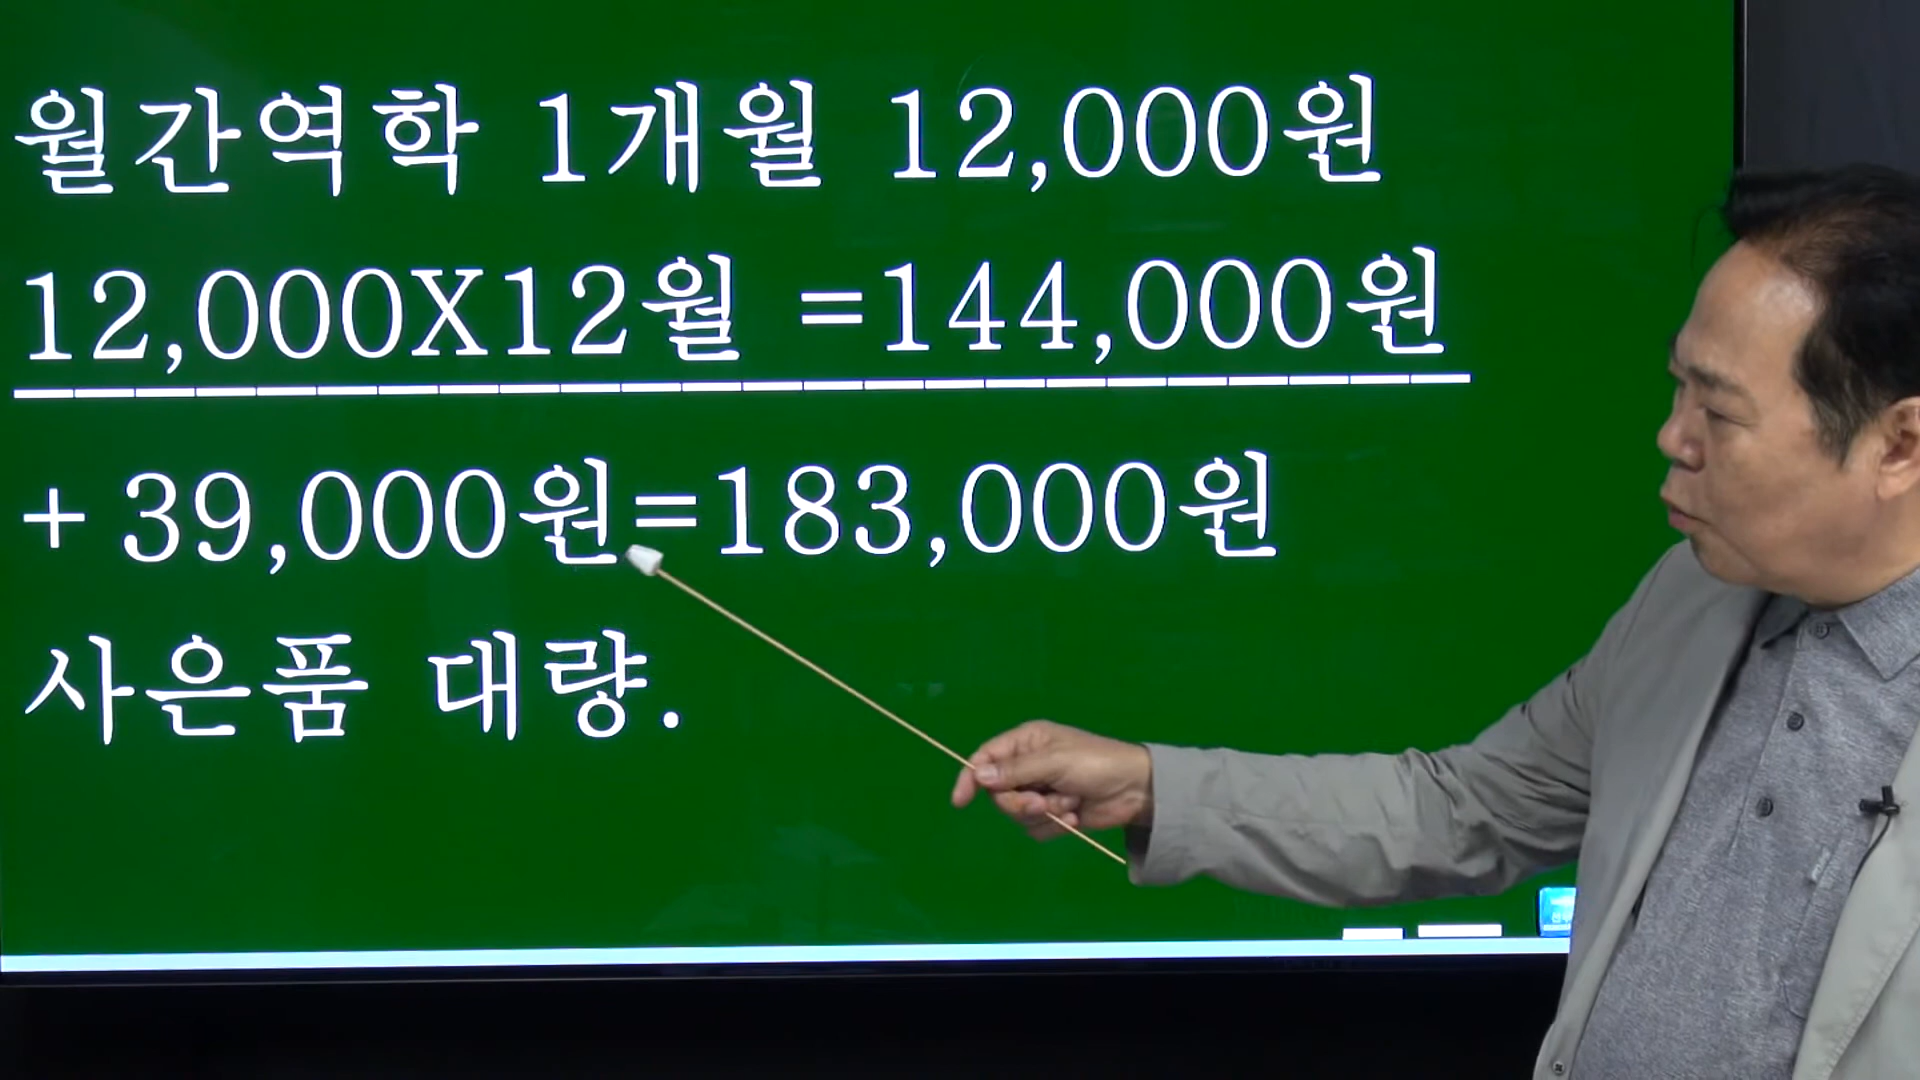 월간역학 1개월 12,000원
12,000X12월 =144,000원
+ 39,000원=183,000원
사은품 대량.